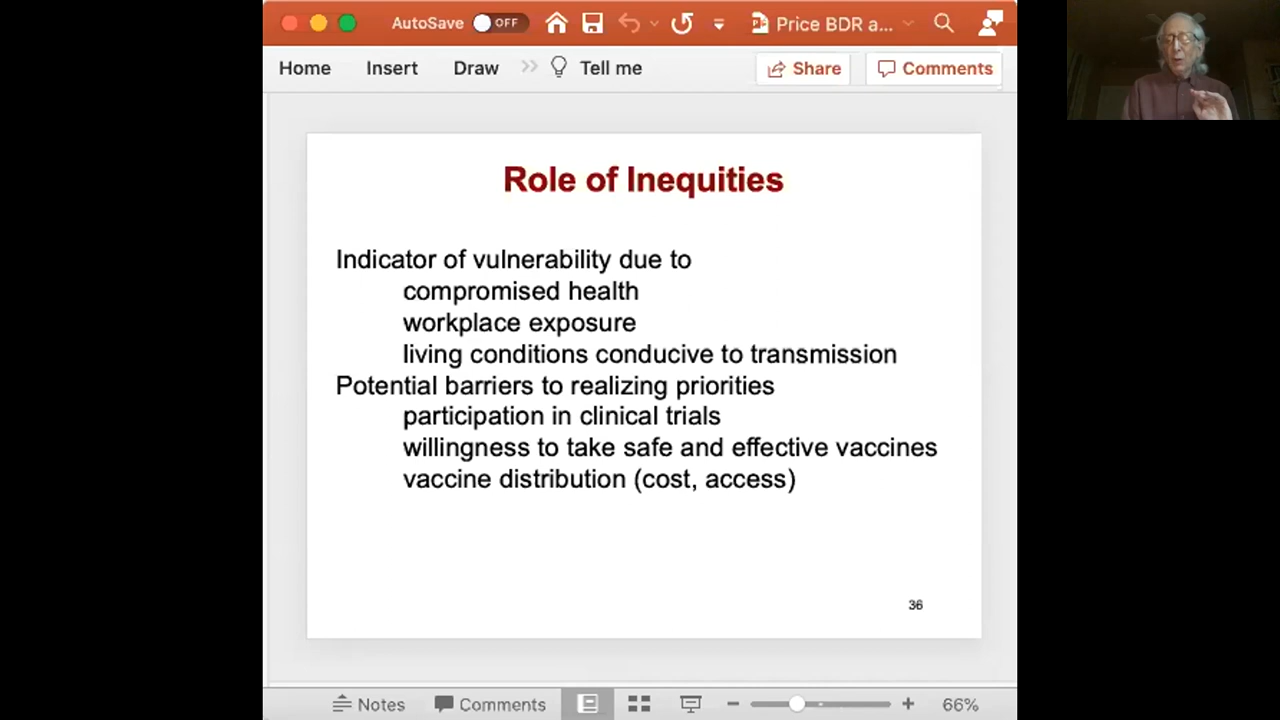 AutoSave OFF Price BDR a...
Home Insert Draw Tell me Share Comments
Role of Inequities
Indicator of vulnerability due to
compromised health
workplace exposure
living conditions conducive to transmission
Potential barriers to realizing priorities
participation in clinical trials
willingness to take safe and effective vaccines
vaccine distribution (cost, access)
36
Notes Comments 66%